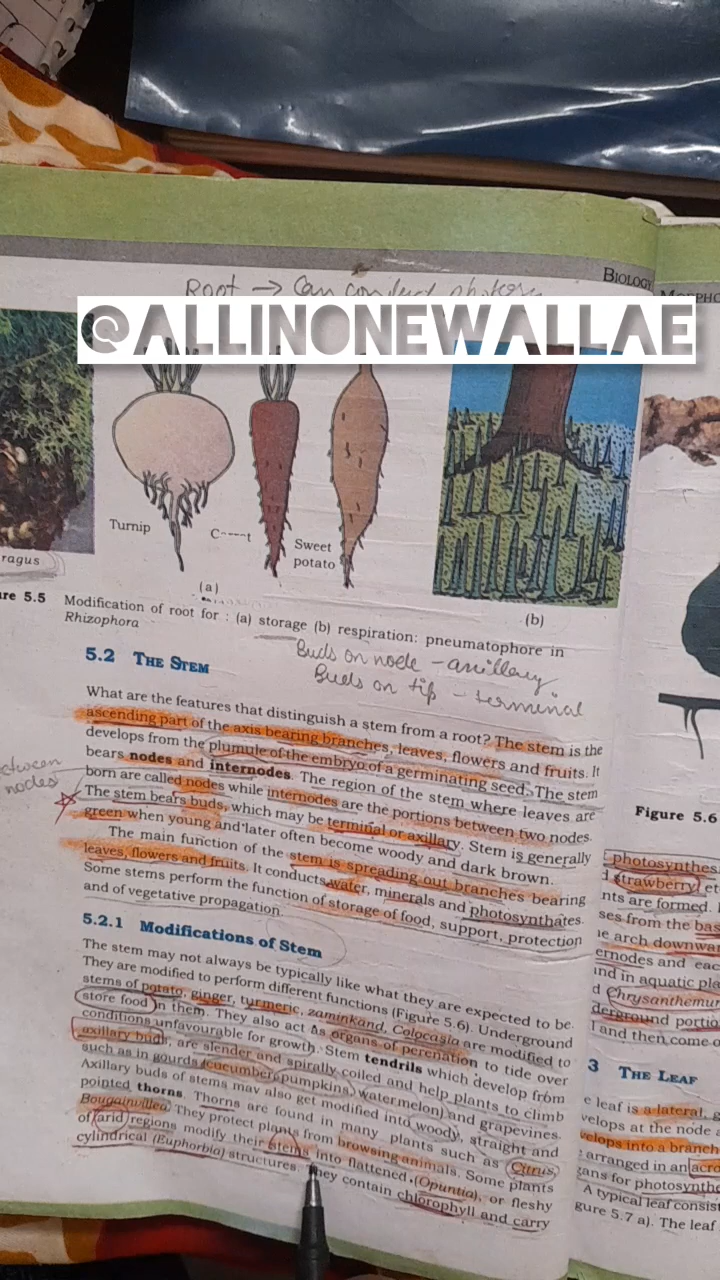 BIOLOGY
Root → Can conduct
@ALLINONEWALLAE
ragus
Turnip
C----t
Sweet
potato
(a)
(b)
re 5.5 Modification of root for : (a) storage (b) respiration: pneumatophore in
Rhizophora
Buds on node - axillary
Buds on tip - terminal
5.2 THE STEM
What are the features that distinguish a stem from a root? The stem is the
ascending part of the axis bearing branches, leaves, flowers and fruits. It
develops from the plumule of the embryo of a germinating seed. The stem
bears nodes and internodes. The region of the stem where leaves are
born are called nodes while internodes are the portions between two nodes.
The stem bears buds, which may be terminal or axillary. Stem is generally
green when young and later often become woody and dark brown.
The main function of the stem is spreading out branches bearing
leaves, flowers and fruits. It conducts water, minerals and photosynthates.
Some stems perform the function of storage of food, support, protection
and of vegetative propagation.
nodes
5.2.1 Modifications of Stem
The stem may not always be typically like what they are expected to be.
They are modified to perform different functions (Figure 5.6). Underground
stems of potato, ginger, turmeric, zaminkand, Colocasia are modified to
store food in them. They also act as organs of perenation to tide over
conditions unfavourable for growth. Stem tendrils which develop from
axillary buds, are slender and spirally coiled and help plants to climb
such as in gourds (cucumber, pumpkins, watermelon) and grapevines.
Axillary buds of stems may also get modified into woody, straight and
pointed thorns. Thorns are found in many plants such as Citrus,
Bougainvillea. They protect plants from browsing animals. Some plants
of arid regions modify their stems into flattened (Opuntia), or fleshy
cylindrical (Euphorbia) structures. They contain chlorophyll and carry
Figure 5.6
photosynthes
strawberry et
nts are formed.
ses from the bas
e arch downwar
ernodes and eac
und in aquatic pla
d Chrysanthemum
derground portio
and then come o
3 THE LEAF
e leaf is a lateral,
velops at the node a
velops into a branch
arranged in an acro
gans for photosynthe
A typical leaf consist
gure 5.7 a). The leaf